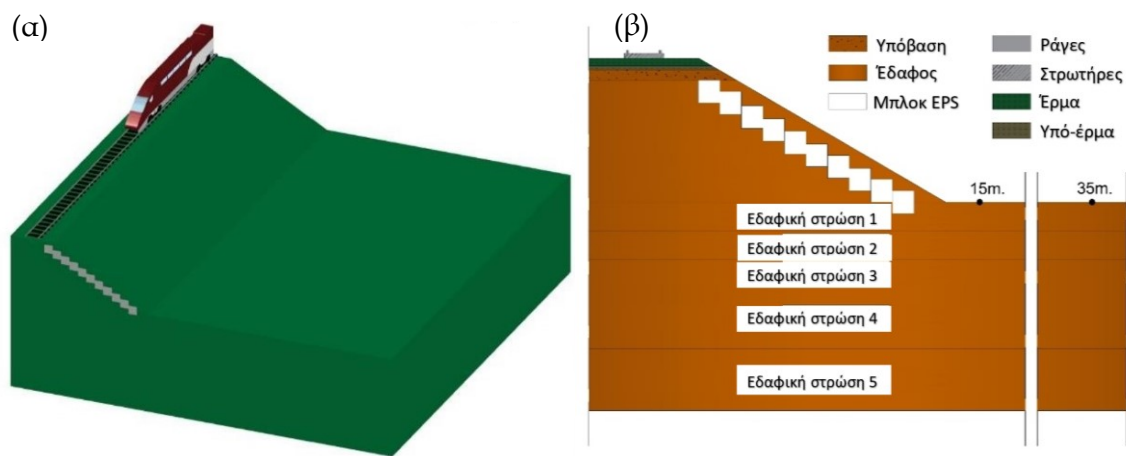 (α)
(β)
Υπόβαση
Έδαφος
Μπλοκ EPS
Ράγες
Στρωτήρες
Έρμα
Υπό-έρμα
15m.
35m.
Εδαφική στρώση 1
Εδαφική στρώση 2
Εδαφική στρώση 3
Εδαφική στρώση 4
Εδαφική στρώση 5